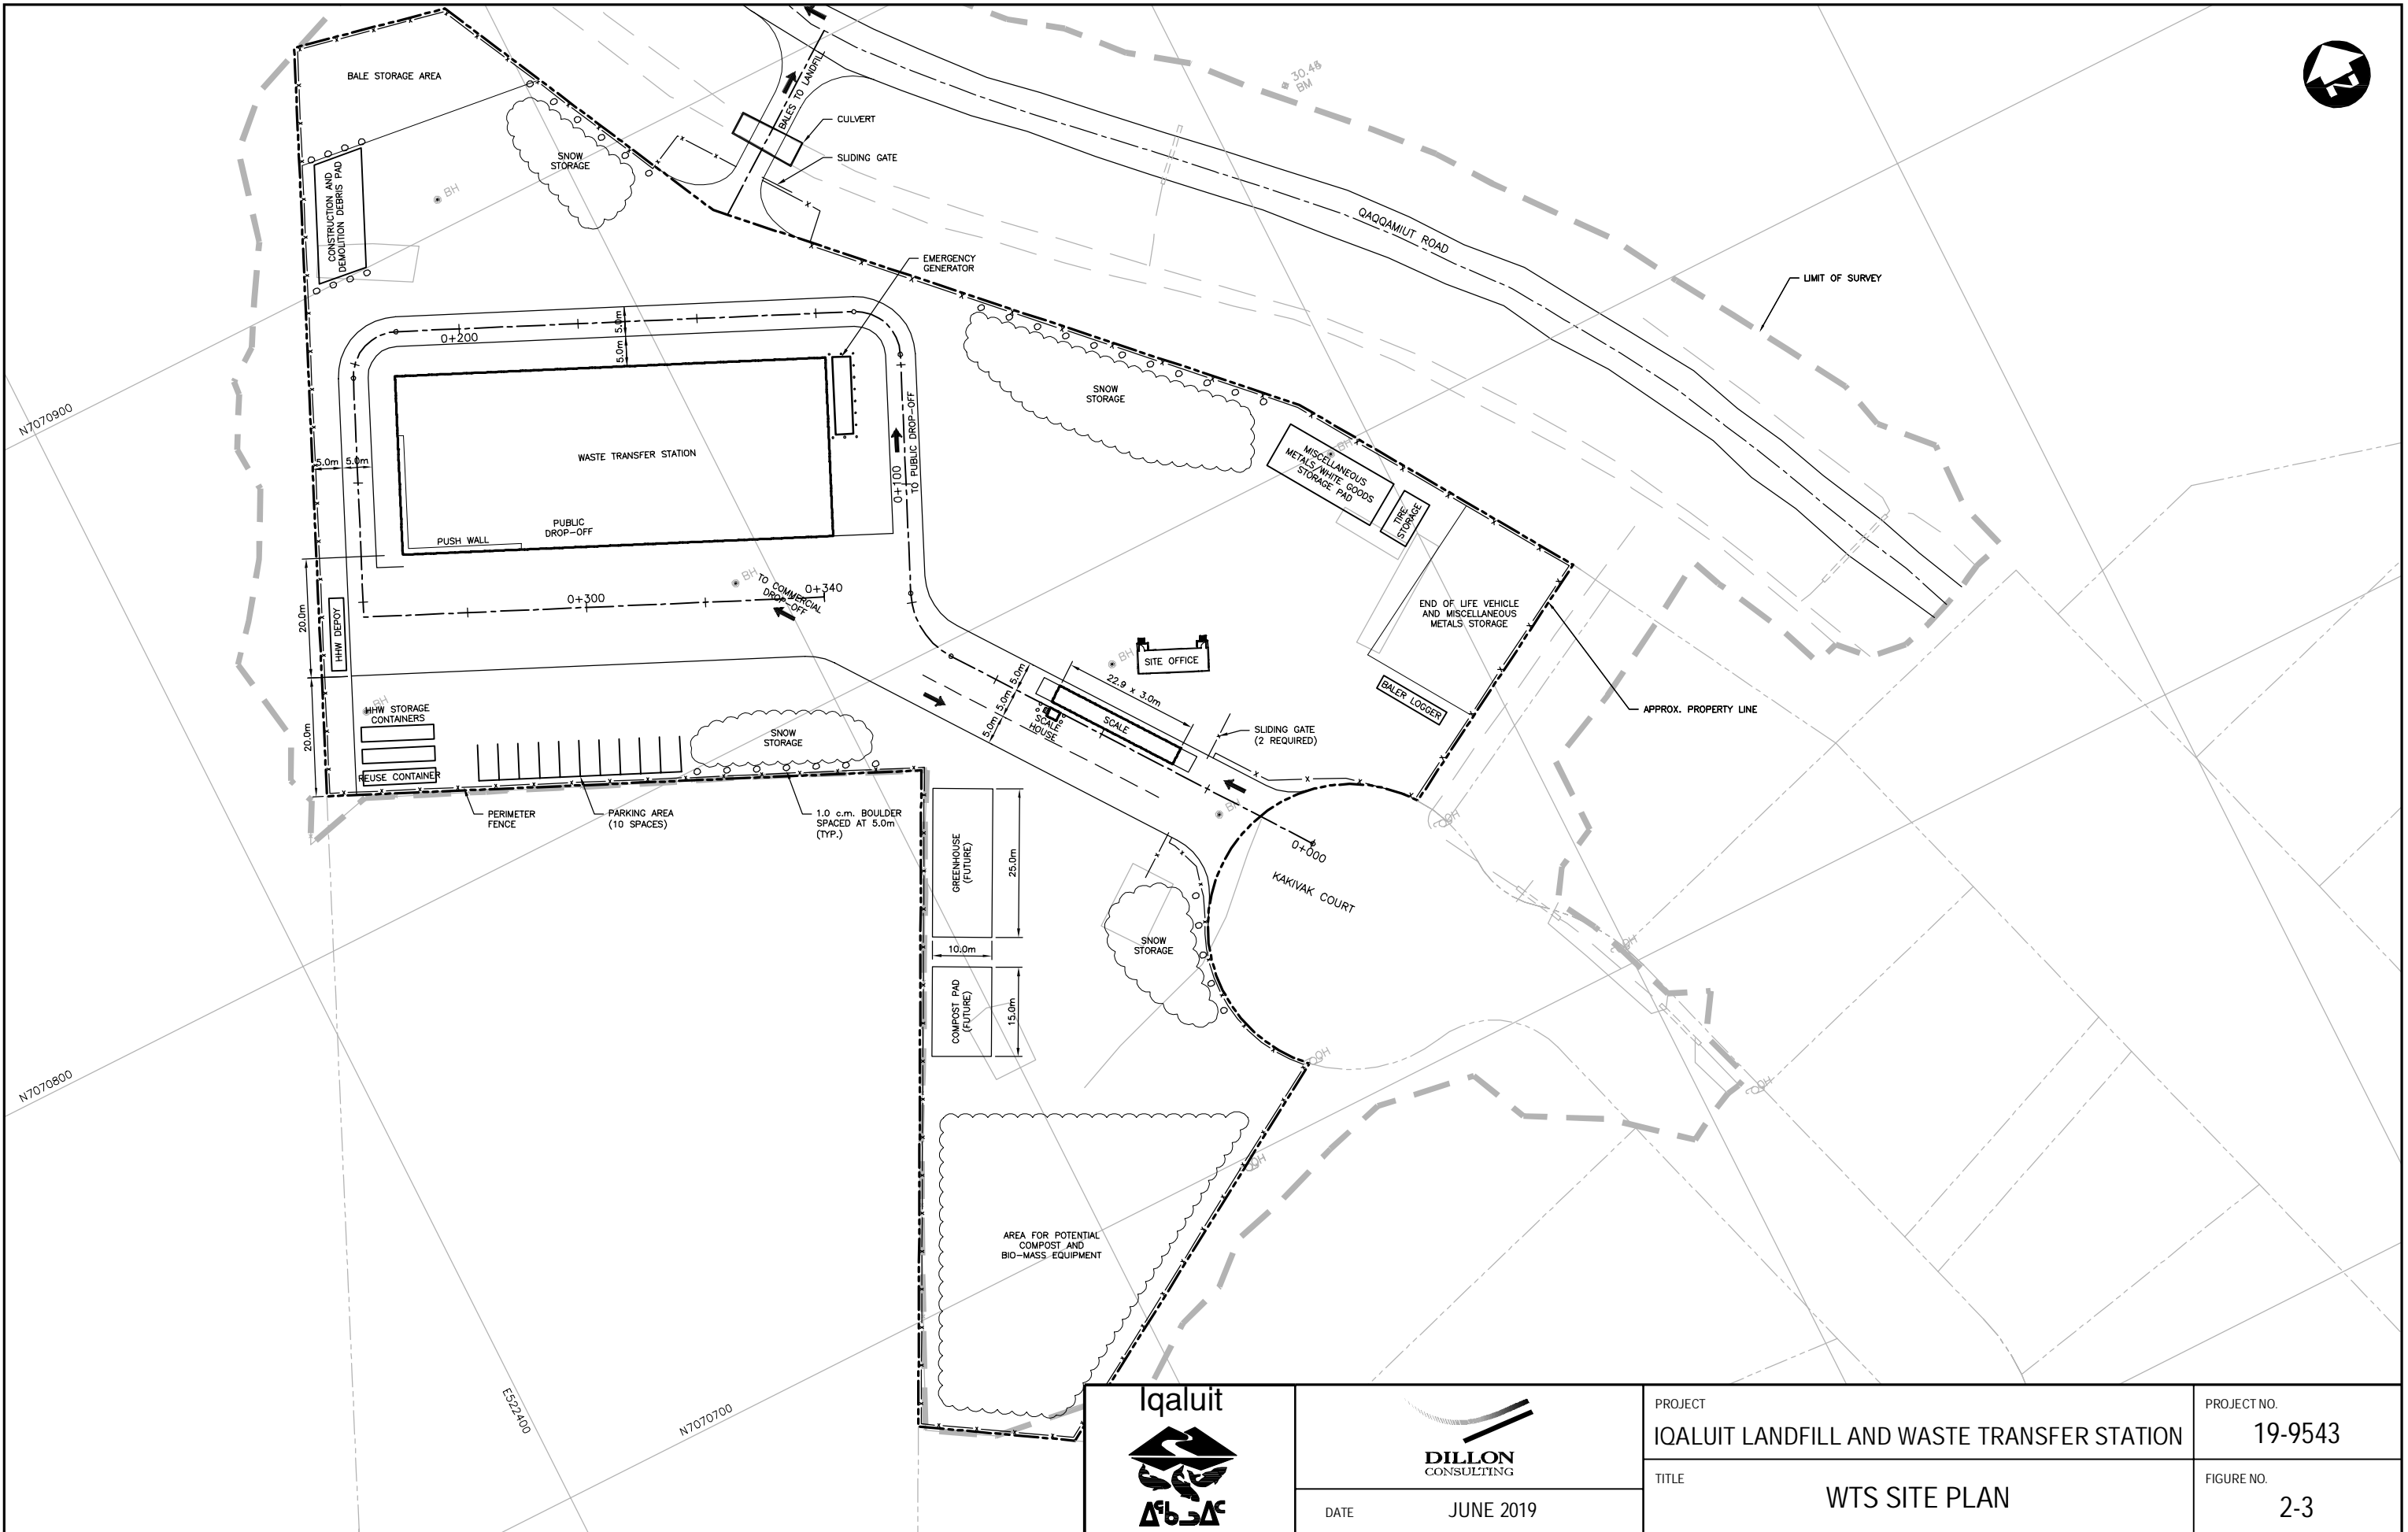 BALE STORAGE AREA
30.48
BM
N
BALES TO LANDFILL
CULVERT
SLIDING GATE
SNOW
STORAGE
BH
CONSTRUCTION AND
DEMOLITION DEBRIS PAD
QAQQAMIUT ROAD
EMERGENCY
GENERATOR
LIMIT OF SURVEY
5.0m
5.0m
0+200
N7070900
SNOW
STORAGE
TO PUBLIC DROP-OFF
0+100
BH
MISCELLANEOUS
METALS/WHITE GOODS
STORAGE PAD
TIRE
STORAGE
WASTE TRANSFER STATION
5.0m
5.0m
PUBLIC
DROP-OFF
PUSH WALL
BH
TO COMMERCIAL
DROP-OFF
0+340
0+300
20.0m
HHW DEPOY
END OF LIFE VEHICLE
AND MISCELLANEOUS
METALS STORAGE
BH
SITE OFFICE
22.9 x 3.0m
5.0m
5.0m
5.0m
SCALE
HOUSE
SCALE
BALER LOGGER
APPROX. PROPERTY LINE
SLIDING GATE
(2 REQUIRED)
BH
HHW STORAGE
CONTAINERS
20.0m
REUSE CONTAINER
SNOW
STORAGE
PERIMETER
FENCE
PARKING AREA
(10 SPACES)
1.0 c.m. BOULDER
SPACED AT 5.0m
(TYP.)
BH
0+000
KAKIVAK COURT
GREENHOUSE
(FUTURE)
25.0m
10.0m
SNOW
STORAGE
COMPOST PAD
(FUTURE)
15.0m
N7070800
AREA FOR POTENTIAL
COMPOST AND
BIO-MASS EQUIPMENT
E522400
N7070700
Iqaluit
ᐃᖃᓗᐃᑦ
DILLON
CONSULTING
DATE JUNE 2019
PROJECT
IQALUIT LANDFILL AND WASTE TRANSFER STATION
TITLE
WTS SITE PLAN
PROJECT NO.
19-9543
FIGURE NO.
2-3